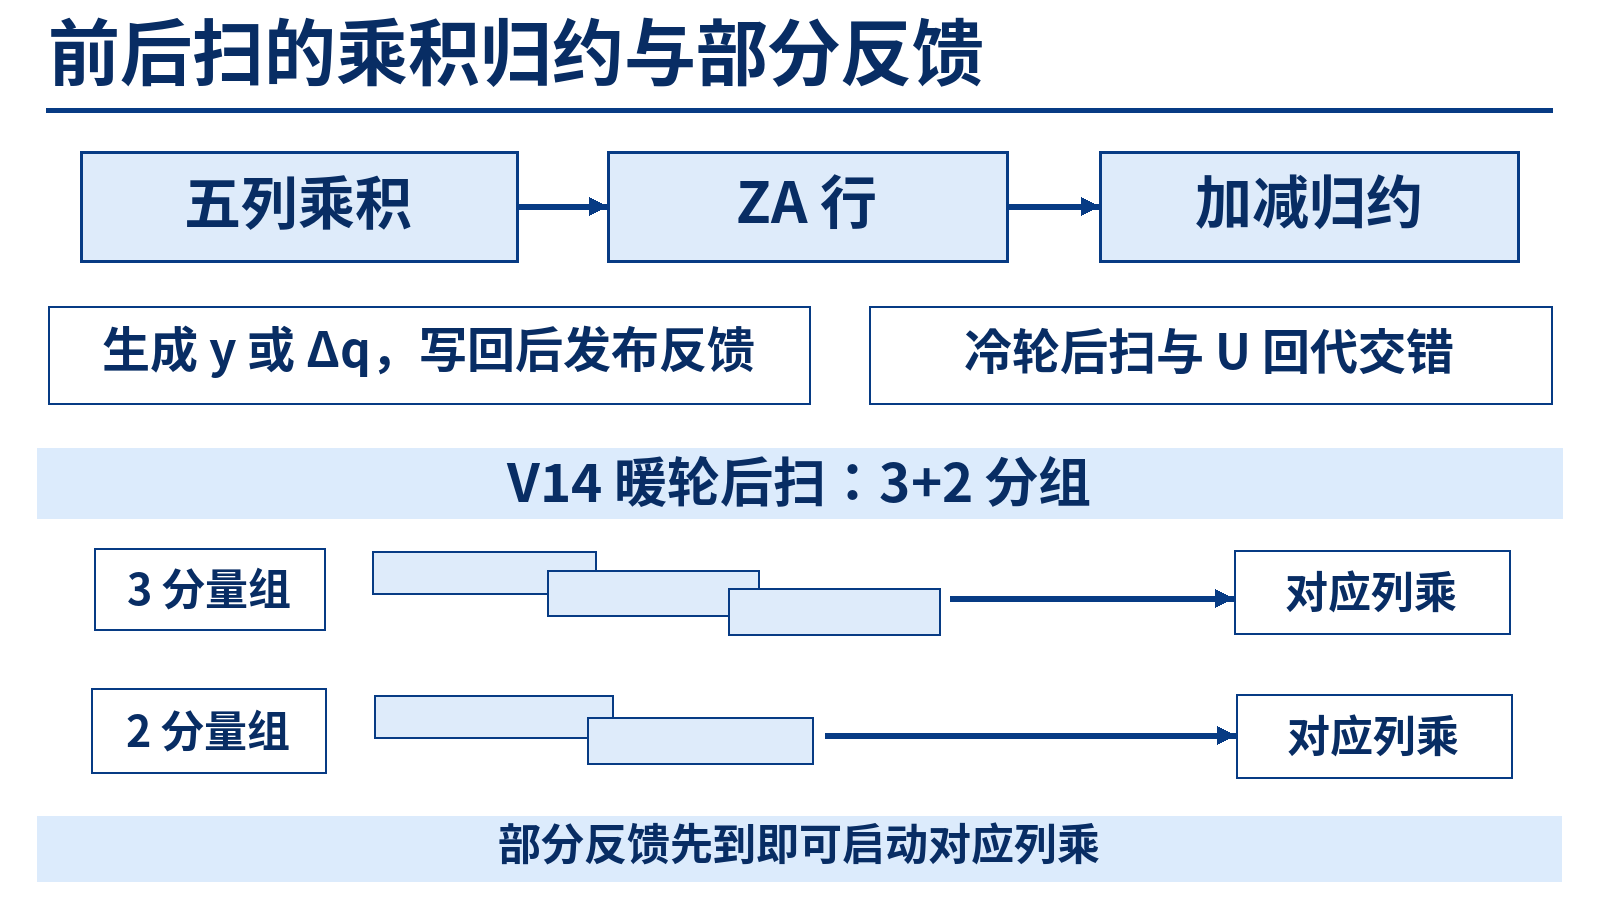 前后扫的乘积归约与部分反馈
五列乘积
ZA 行
加减归约
生成 y 或 Δq，写回后发布反馈
冷轮后扫与 U 回代交错
V14 暖轮后扫：3+2 分组
3 分量组
对应列乘
2 分量组
对应列乘
部分反馈先到即可启动对应列乘